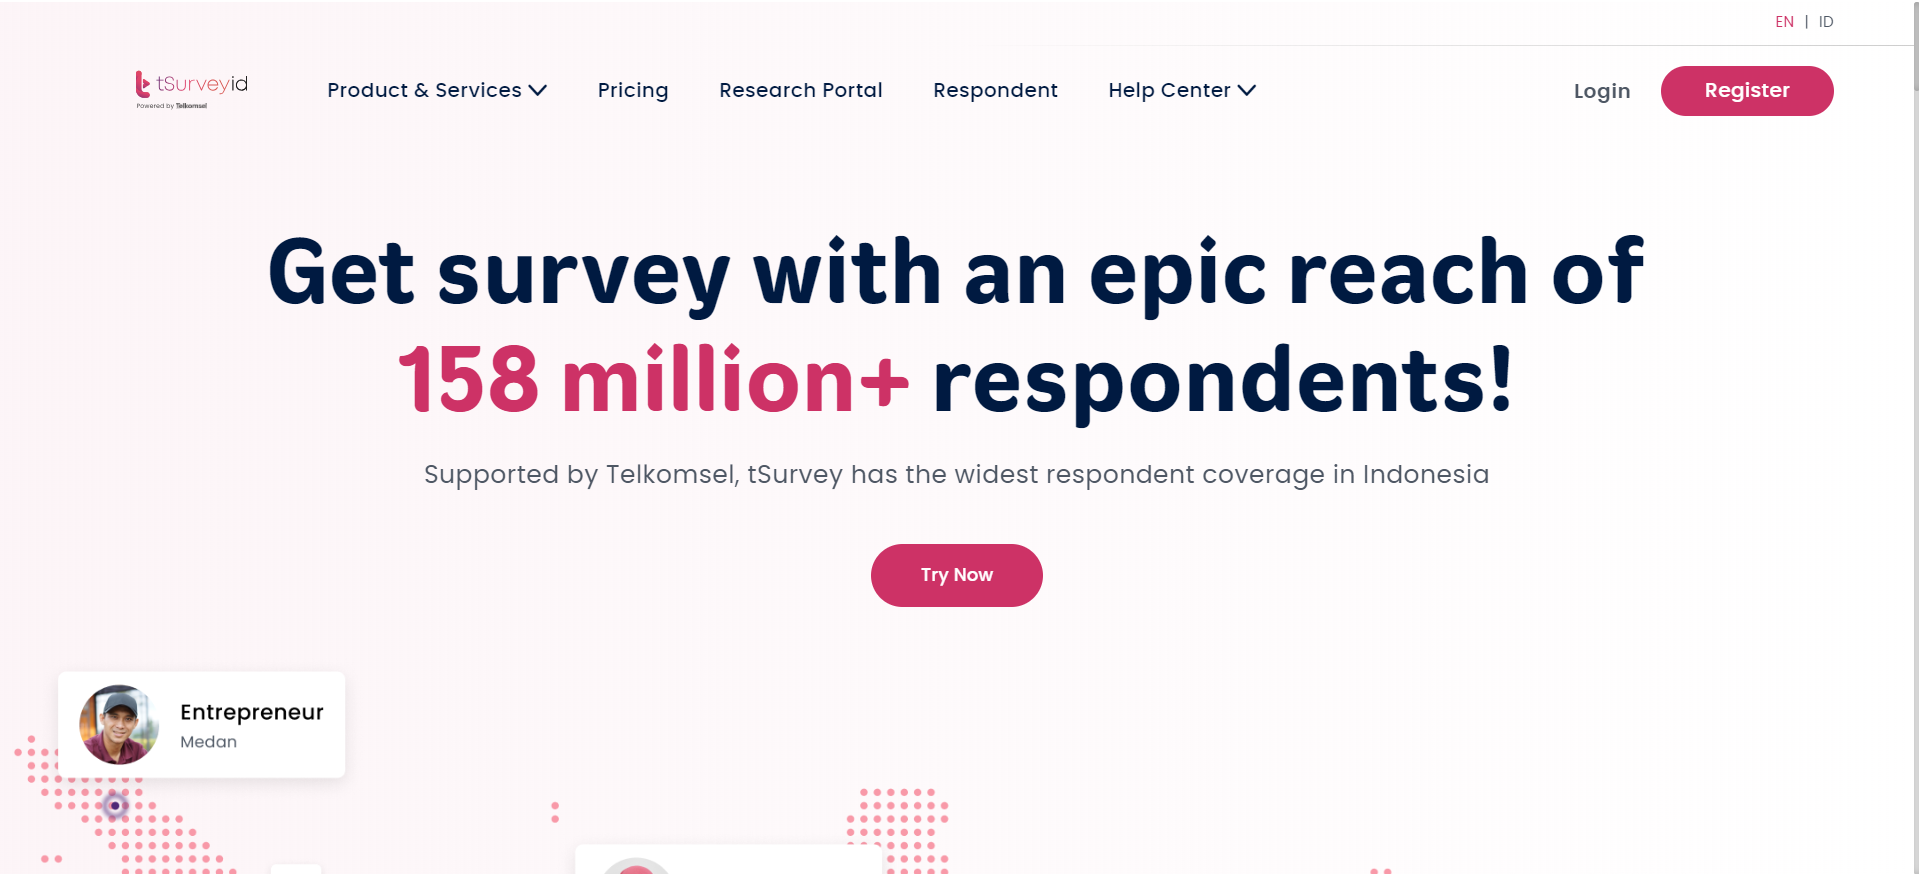 EN | ID
tSurveyid
Powered by Telkomsel
Product & Services
Pricing
Research Portal
Respondent
Help Center
Login
Register
Get survey with an epic reach of
158 million+ respondents!
Supported by Telkomsel, tSurvey has the widest respondent coverage in Indonesia
Try Now
Entrepreneur
Medan